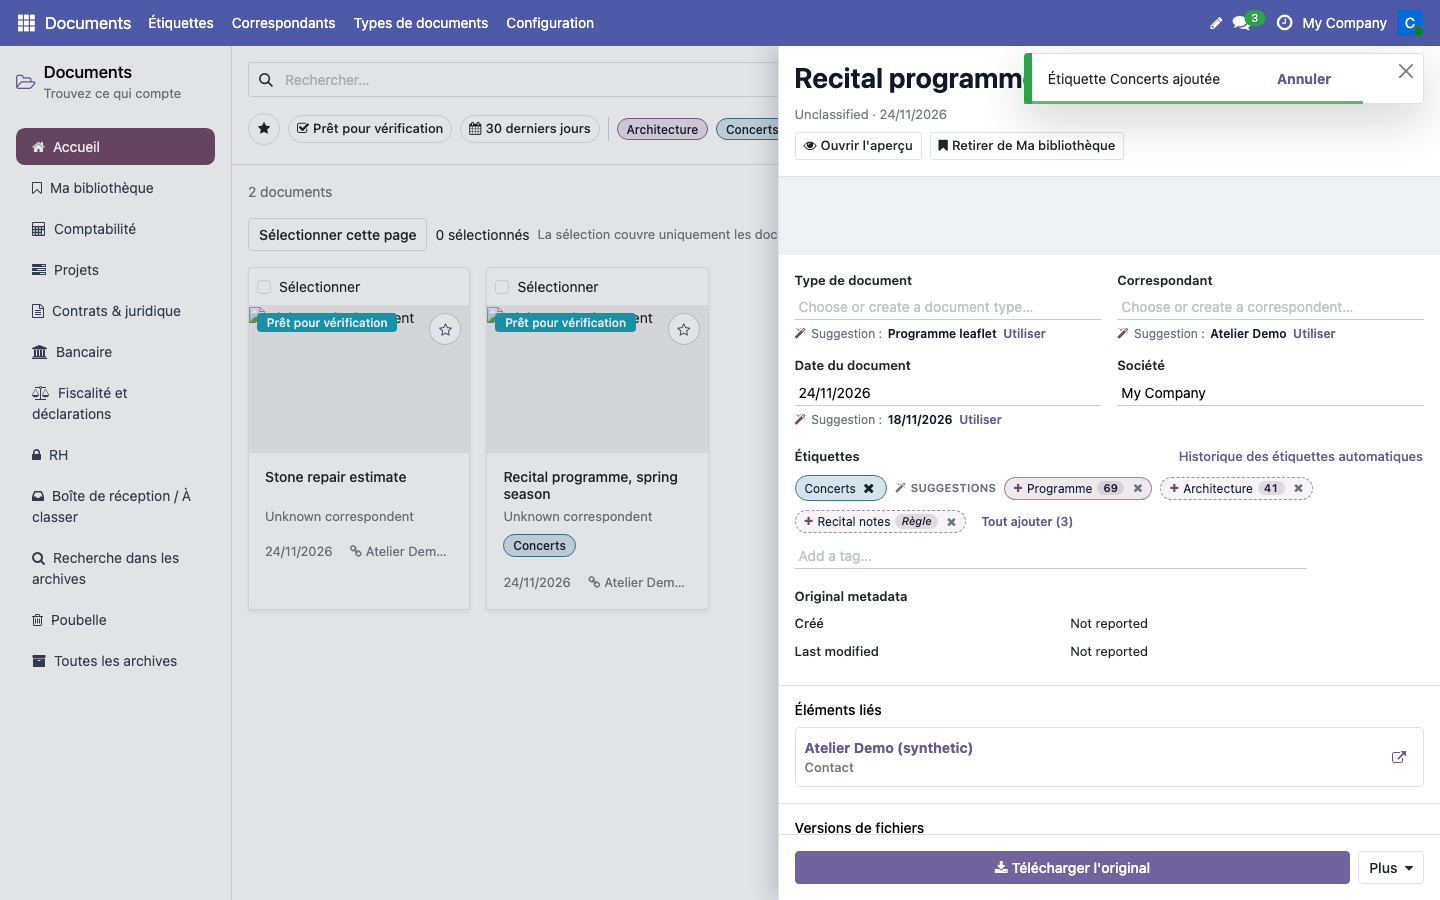 Documents Étiquettes Correspondants Types de documents Configuration 3 My Company C
Documents
Trouvez ce qui compte
Accueil
Ma bibliothèque
Comptabilité
Projets
Contrats & juridique
Bancaire
Fiscalité et
déclarations
RH
Boîte de réception / À
classer
Recherche dans les
archives
Poubelle
Toutes les archives
Rechercher...
Prêt pour vérification 30 derniers jours Architecture Concerts
2 documents
Sélectionner cette page 0 sélectionnés La sélection couvre uniquement les doc
Sélectionner
Prêt pour vérification
Stone repair estimate
Unknown correspondent
24/11/2026 Atelier Dem...
Sélectionner
Prêt pour vérification
Recital programme, spring
season
Unknown correspondent
Concerts
24/11/2026 Atelier Dem...
Recital programme
Étiquette Concerts ajoutée Annuler
Unclassified · 24/11/2026
Ouvrir l'aperçu Retirer de Ma bibliothèque
Type de document Correspondant
Choose or create a document type... Choose or create a correspondent...
Suggestion : Programme leaflet Utiliser Suggestion : Atelier Demo Utiliser
Date du document Société
24/11/2026 My Company
Suggestion : 18/11/2026 Utiliser
Étiquettes Historique des étiquettes automatiques
Concerts SUGGESTIONS Programme 69 Architecture 41
Recital notes Règle Tout ajouter (3)
Add a tag...
Original metadata
Créé Not reported
Last modified Not reported
Éléments liés
Atelier Demo (synthetic)
Contact
Versions de fichiers
Télécharger l'original Plus